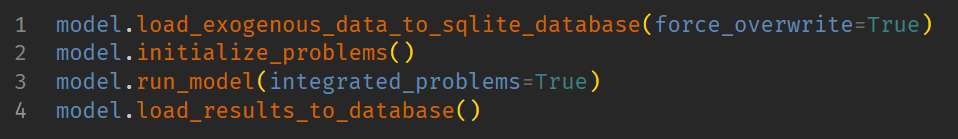 1 model.load_exogenous_data_to_sqlite_database(force_overwrite=True)
2 model.initialize_problems()
3 model.run_model(integrated_problems=True)
4 model.load_results_to_database()